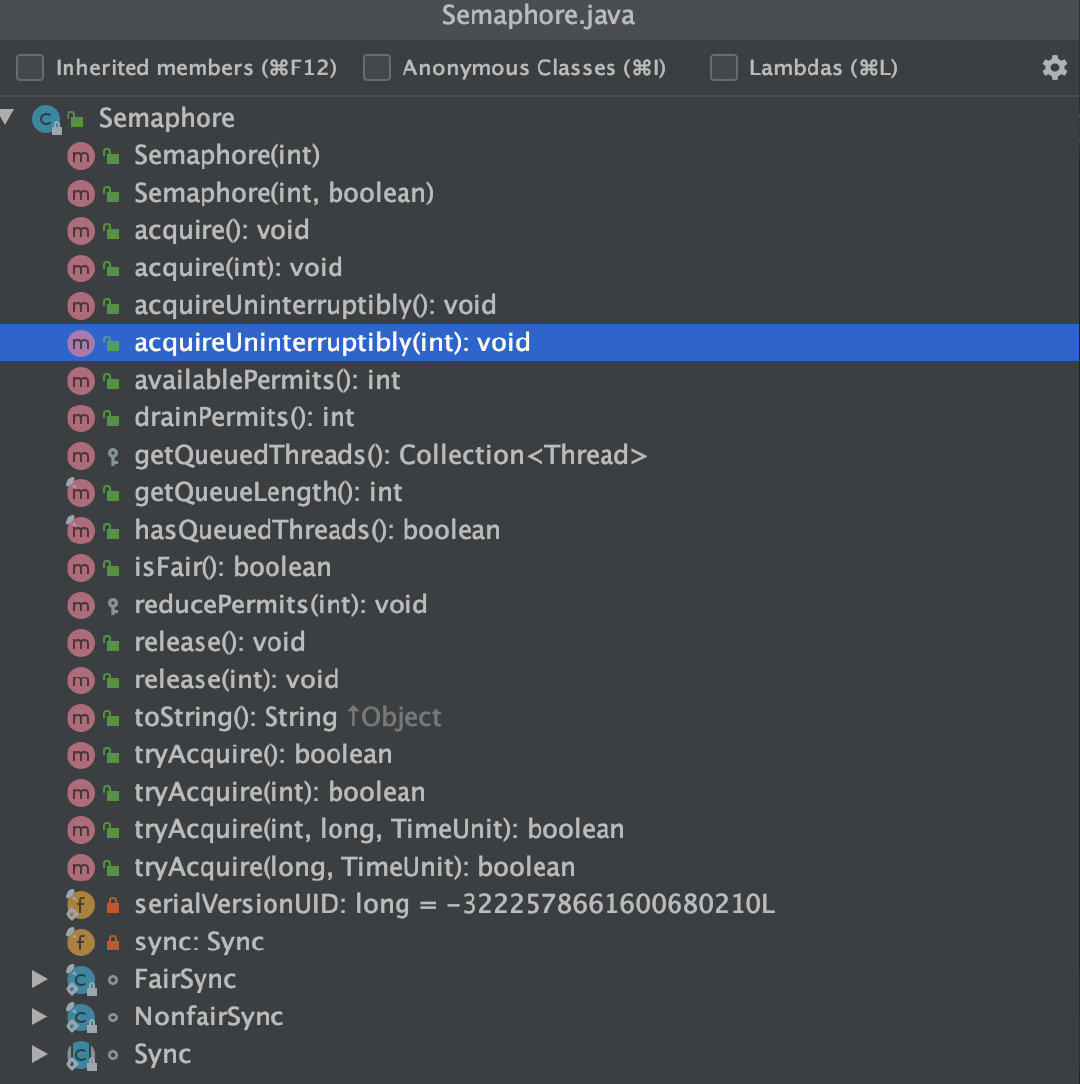 Semaphore.java
Inherited members (⌘F12) Anonymous Classes (⌘I) Lambdas (⌘L)
Semaphore
Semaphore(int)
Semaphore(int, boolean)
acquire(): void
acquire(int): void
acquireUninterruptibly(): void
acquireUninterruptibly(int): void
availablePermits(): int
drainPermits(): int
getQueuedThreads(): Collection<Thread>
getQueueLength(): int
hasQueuedThreads(): boolean
isFair(): boolean
reducePermits(int): void
release(): void
release(int): void
toString(): String ↑Object
tryAcquire(): boolean
tryAcquire(int): boolean
tryAcquire(int, long, TimeUnit): boolean
tryAcquire(long, TimeUnit): boolean
serialVersionUID: long = -3222578661600680210L
sync: Sync
FairSync
NonfairSync
Sync